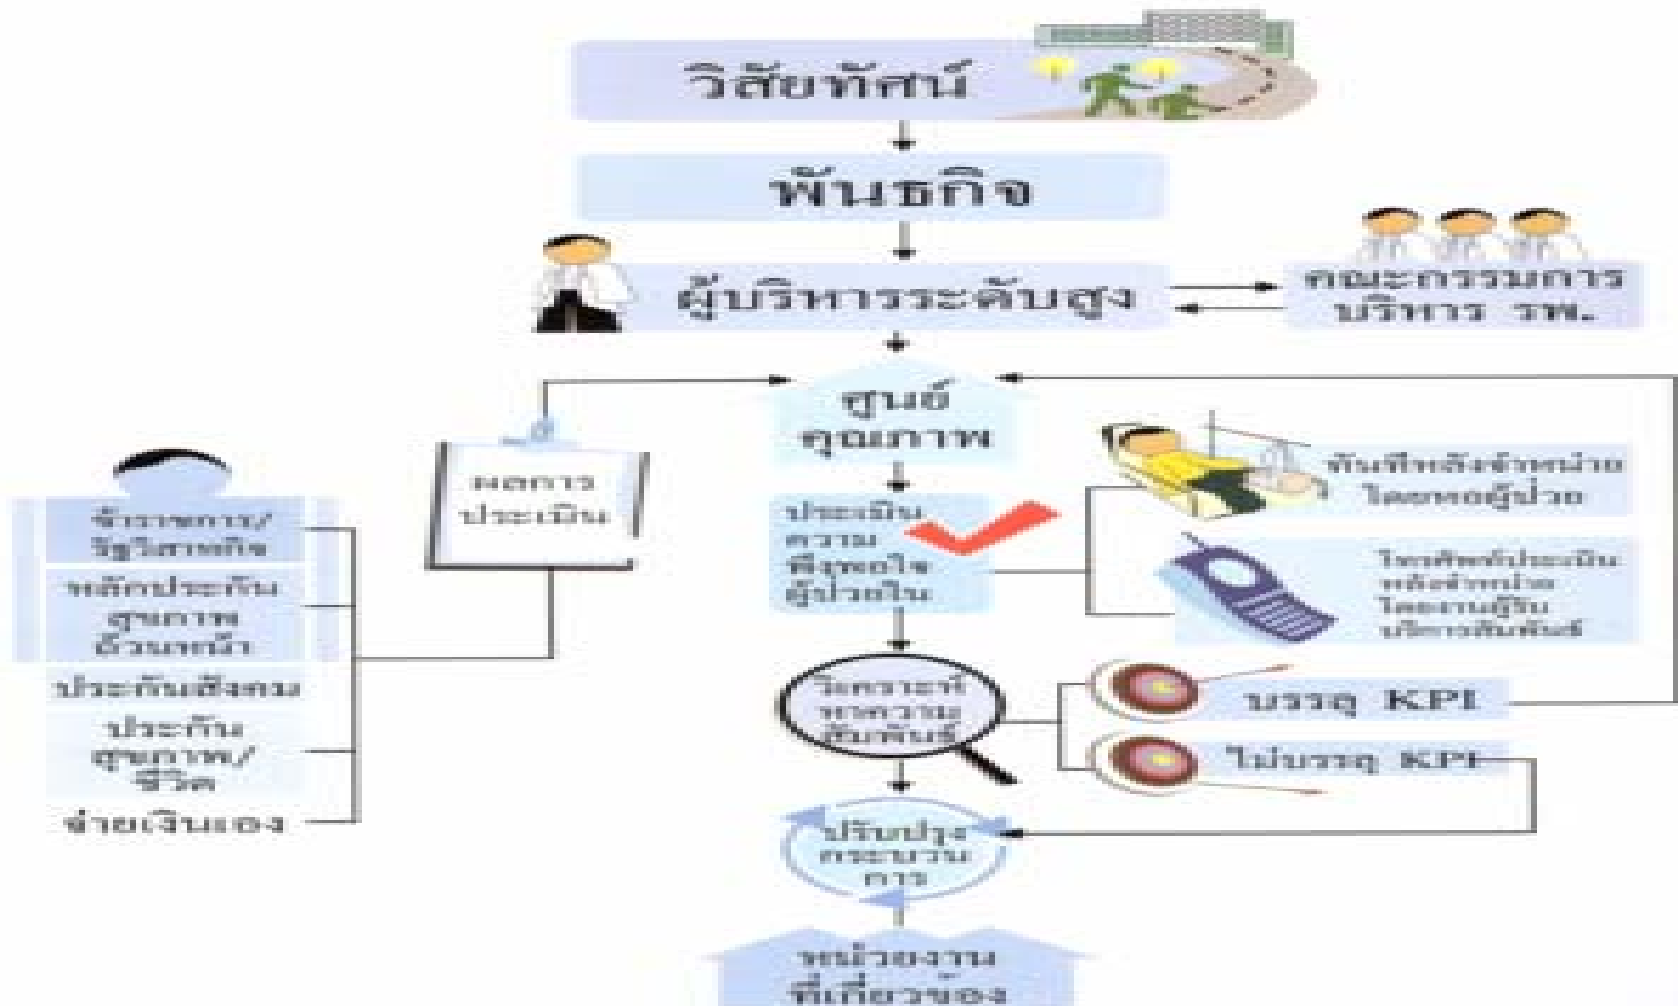 วิสัยทัศน์
พันธกิจ
ผู้บริหารระดับสูง
คณะกรรมการ
บริหาร รพ.
ศูนย์
คุณภาพ
ผลการ
ประเมิน
ประเมิน
ความ
พึงพอใจ
ผู้ป่วยใน
ทันทีหลังจำหน่าย
โดยหอผู้ป่วย
โทรศัพท์ประเมิน
หลังจำหน่าย
โดยงานผู้รับ
บริการสัมพันธ์
ข้าราชการ/
รัฐวิสาหกิจ
หลักประกัน
สุขภาพ
ถ้วนหน้า
ประกันสังคม
ประกัน
สุขภาพ/
ชีวิต
จ่ายเงินเอง
วิเคราะห์
หาความ
สัมพันธ์
บรรลุ KPI
ไม่บรรลุ KPI
ปรับปรุง
กระบวน
การ
หน่วยงาน
ที่เกี่ยวข้อง